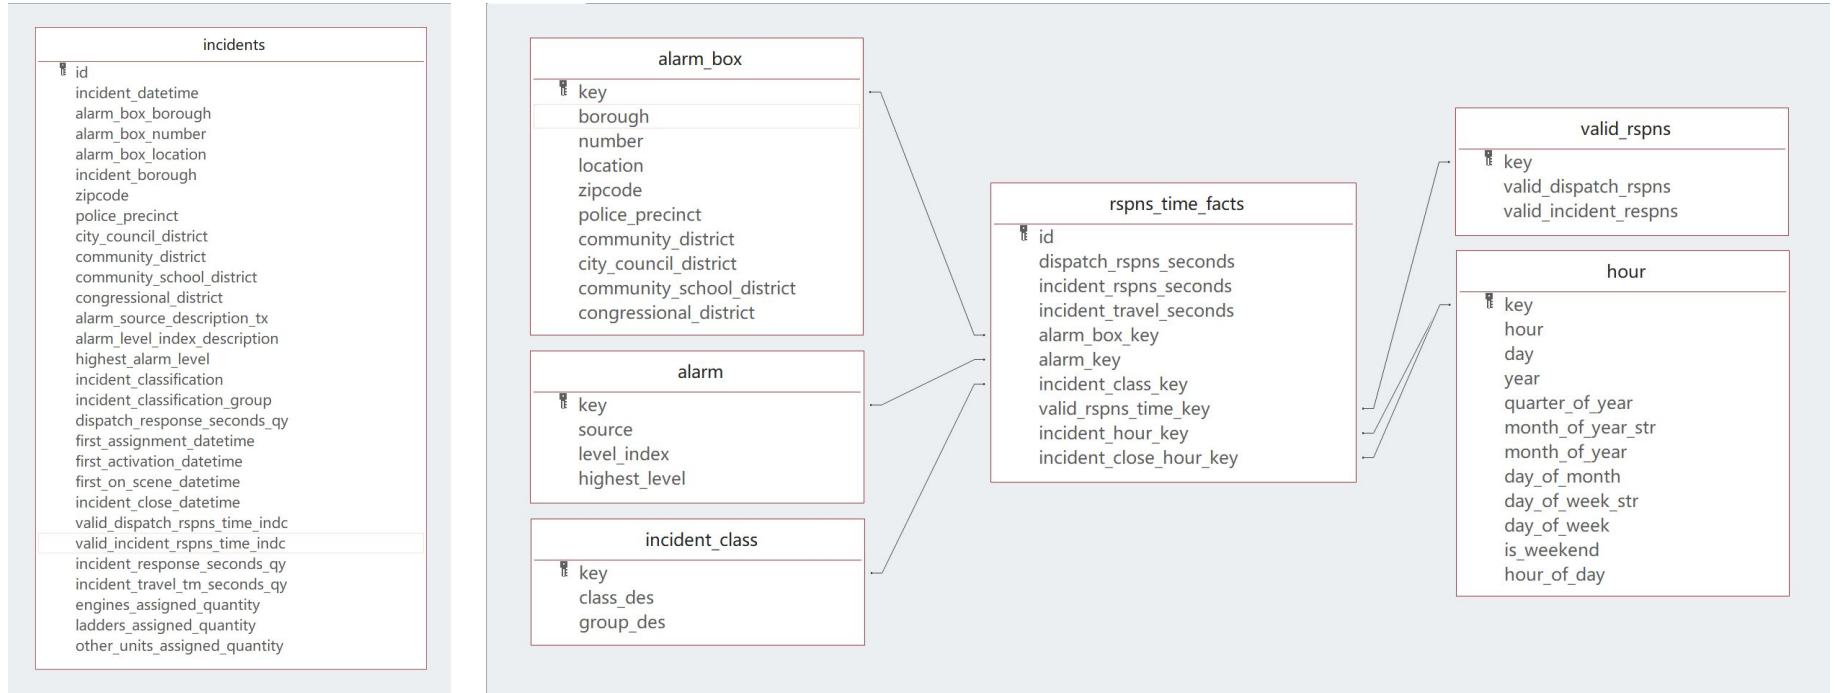 incidents
id
incident_datetime
alarm_box_borough
alarm_box_number
alarm_box_location
incident_borough
zipcode
police_precinct
city_council_district
community_district
community_school_district
congressional_district
alarm_source_description_tx
alarm_level_index_description
highest_alarm_level
incident_classification
incident_classification_group
dispatch_response_seconds_qy
first_assignment_datetime
first_activation_datetime
first_on_scene_datetime
incident_close_datetime
valid_dispatch_rspns_time_indc
valid_incident_rspns_time_indc
incident_response_seconds_qy
incident_travel_tm_seconds_qy
engines_assigned_quantity
ladders_assigned_quantity
other_units_assigned_quantity
alarm_box
key
borough
number
location
zipcode
police_precinct
community_district
city_council_district
community_school_district
congressional_district
alarm
key
source
level_index
highest_level
incident_class
key
class_des
group_des
rspns_time_facts
id
dispatch_rspns_seconds
incident_rspns_seconds
incident_travel_seconds
alarm_box_key
alarm_key
incident_class_key
valid_rspns_time_key
incident_hour_key
incident_close_hour_key
valid_rspns
key
valid_dispatch_rspns
valid_incident_respns
hour
key
hour
day
year
quarter_of_year
month_of_year_str
month_of_year
day_of_month
day_of_week_str
day_of_week
is_weekend
hour_of_day